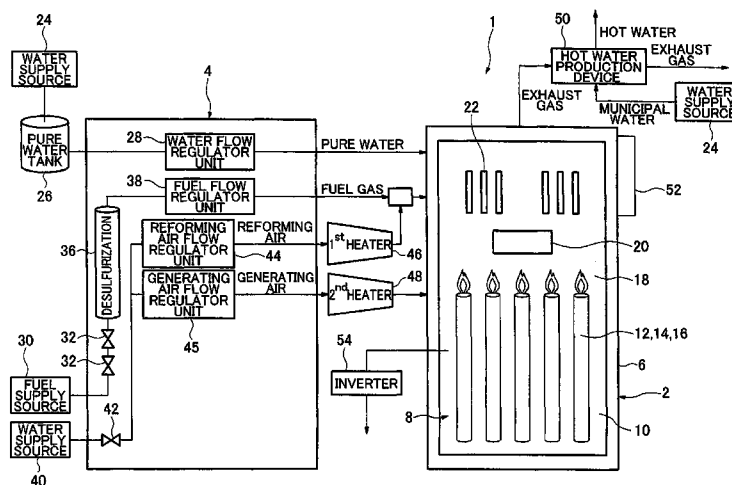 24
WATER
SUPPLY
SOURCE
PURE
WATER
TANK
26
4
28
WATER FLOW
REGULATOR
UNIT
PURE WATER
38
FUEL FLOW
REGULATOR
UNIT
FUEL GAS
36
DESULFURIZATION
REFORMING
AIR FLOW
REGULATOR
UNIT
44
REFORMING
AIR
1st HEATER
46
GENERATING
AIR FLOW
REGULATOR
UNIT
45
GENERATING
AIR
2nd HEATER
48
32
32
30
FUEL
SUPPLY
SOURCE
42
WATER
SUPPLY
SOURCE
40
54
INVERTER
1
50
HOT WATER
HOT WATER
PRODUCTION
DEVICE
EXHAUST
GAS
EXHAUST
GAS
MUNICIPAL
WATER
WATER
SUPPLY
SOURCE
24
22
52
20
18
12,14,16
6
2
8
10